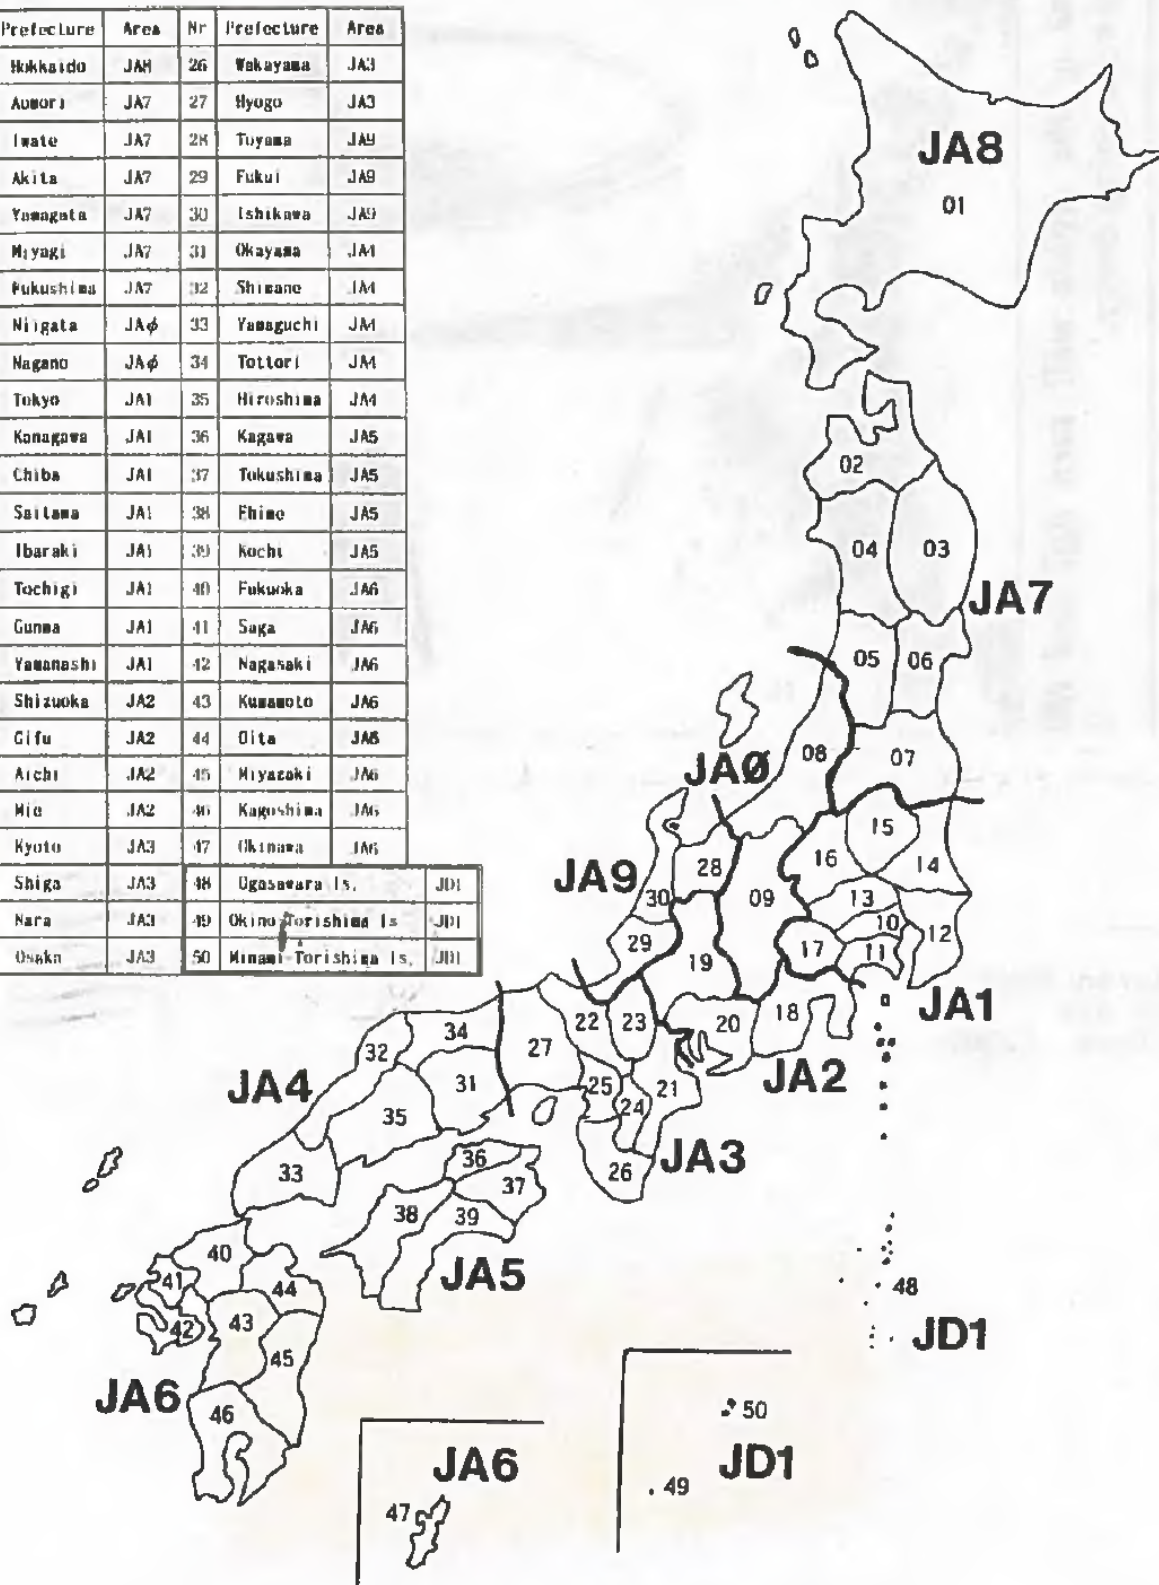 Prefecture Area Nr Prefecture Area
Hokkaido JA8 26 Wakayama JA3
Aomori JA7 27 Hyogo JA3
Iwate JA7 28 Toyama JA9
Akita JA7 29 Fukui JA9
Yamagata JA7 30 Ishikawa JA9
Miyagi JA7 31 Okayama JA4
Fukushima JA7 32 Shimane JA4
Niigata JAφ 33 Yamaguchi JA4
Nagano JAφ 34 Tottori JA4
Tokyo JA1 35 Hiroshima JA4
Kanagawa JA1 36 Kagawa JA5
Chiba JA1 37 Tokushima JA5
Saitama JA1 38 Ehime JA5
Ibaraki JA1 39 Kochi JA5
Tochigi JA1 40 Fukuoka JA6
Gunma JA1 41 Saga JA6
Yamanashi JA1 42 Nagasaki JA6
Shizuoka JA2 43 Kumamoto JA6
Gifu JA2 44 Oita JA6
Aichi JA2 45 Miyazaki JA6
Mie JA2 46 Kagoshima JA6
Kyoto JA3 47 Okinawa JA6
Shiga JA3 48 Ogasawara Is. JD1
Nara JA3 49 Okino Torishima Is JD1
Osaka JA3 50 Minami-Torishima Is. JD1
JA8
01
02
04
03
JA7
05
06
08
07
JAØ
15
16
14
28
JA9
30
09
13
10
12
29
17
11
19
JA1
18
20
22
23
34
32
27
JA2
31
JA4
25
21
24
35
JA3
36
26
33
37
38
39
40
JA5
41
44
48
42
43
JD1
45
JA6
46
50
JA6
JD1
49
47